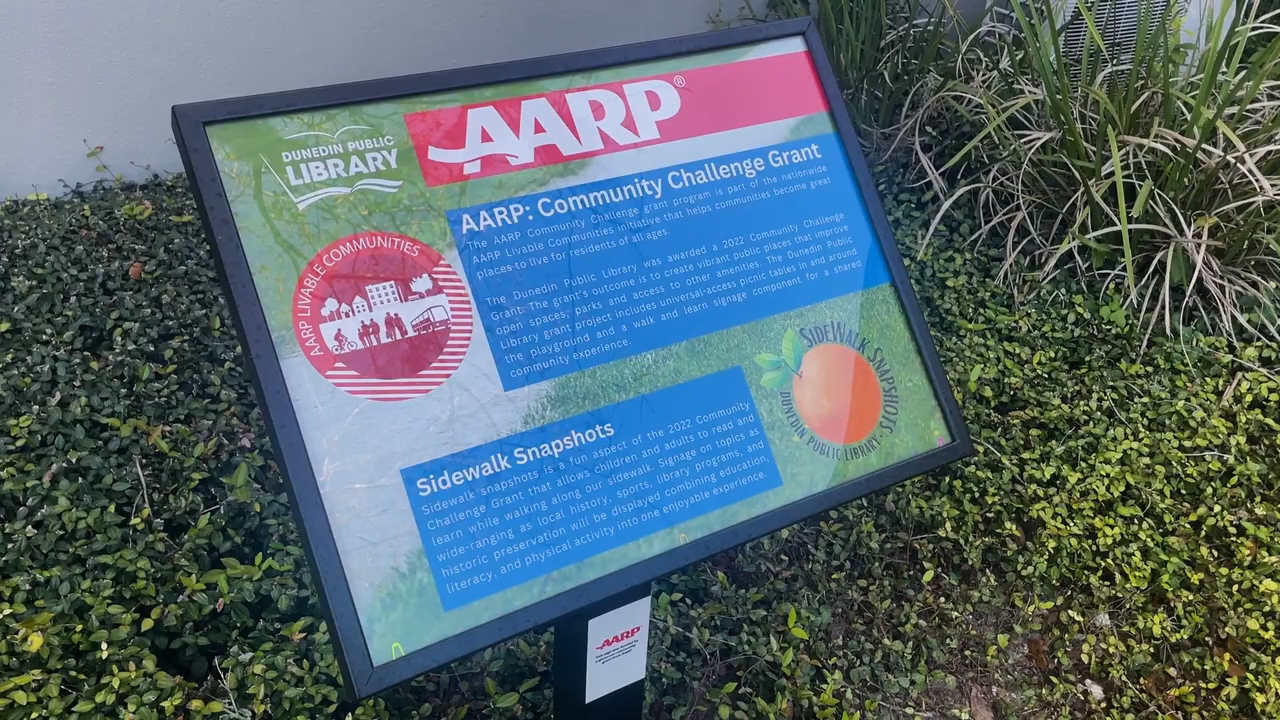 DUNEDIN PUBLIC
LIBRARY
AARP®
AARP LIVABLE COMMUNITIES
AARP: Community Challenge Grant
The AARP Community Challenge grant program is part of the nationwide
AARP Livable Communities initiative that helps communities become great
places to live for residents of all ages.
The Dunedin Public Library was awarded a 2022 Community Challenge
Grant. The grant's outcome is to create vibrant public places that improve
open spaces, parks and access to other amenities. The Dunedin Public
Library grant project includes universal-access picnic tables in and around
the playground and a walk and learn signage component for a shared
community experience.
SIDEWALK SNAPSHOTS
DUNEDIN PUBLIC LIBRARY
Sidewalk Snapshots
Sidewalk snapshots is a fun aspect of the 2022 Community
Challenge Grant that allows children and adults to read and
learn while walking along our sidewalk. Signage on topics as
wide-ranging as local history, sports, library programs, and
historic preservation will be displayed combining education,
literacy, and physical activity into one enjoyable experience.
AARP